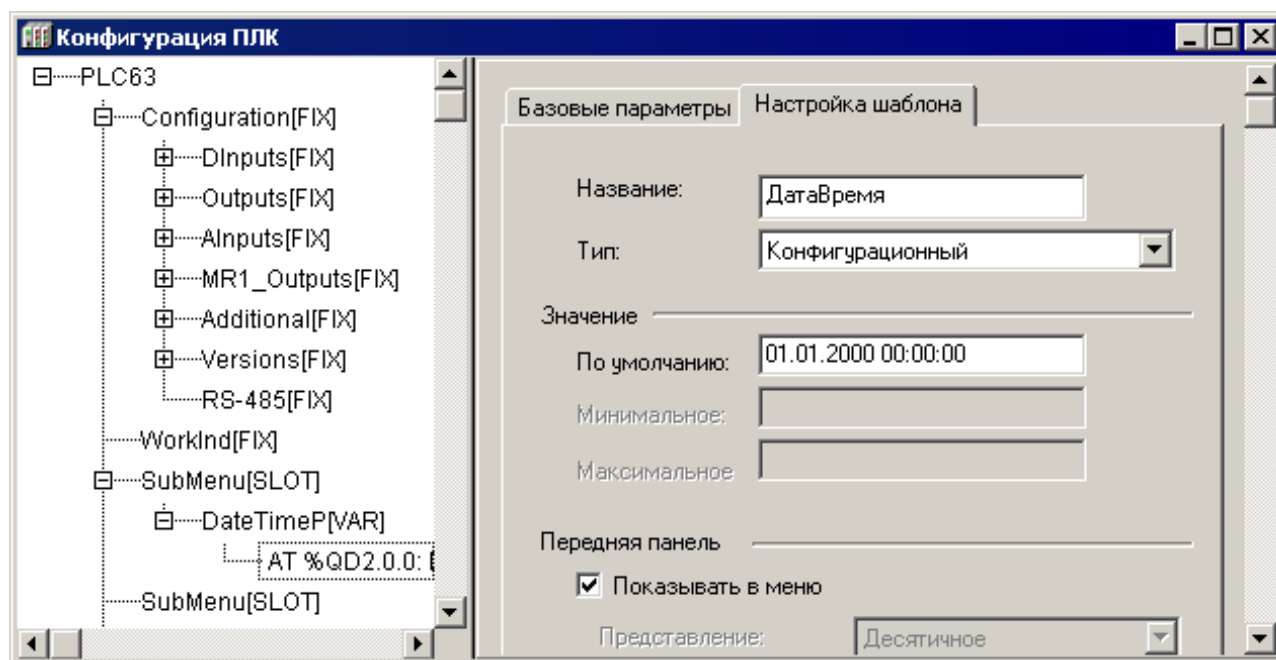 Конфигурация ПЛК
PLC63
Configuration[FIX]
DInputs[FIX]
Outputs[FIX]
AInputs[FIX]
MR1_Outputs[FIX]
Additional[FIX]
Versions[FIX]
RS-485[FIX]
WorkInd[FIX]
SubMenu[SLOT]
DateTimeP[VAR]
AT %QD2.0.0:
SubMenu[SLOT]
Базовые параметры Настройка шаблона
Название: ДатаВремя
Тип: Конфигурационный
Значение
По умолчанию: 01.01.2000 00:00:00
Минимальное:
Максимальное
Передняя панель
Показывать в меню
Представление: Десятичное